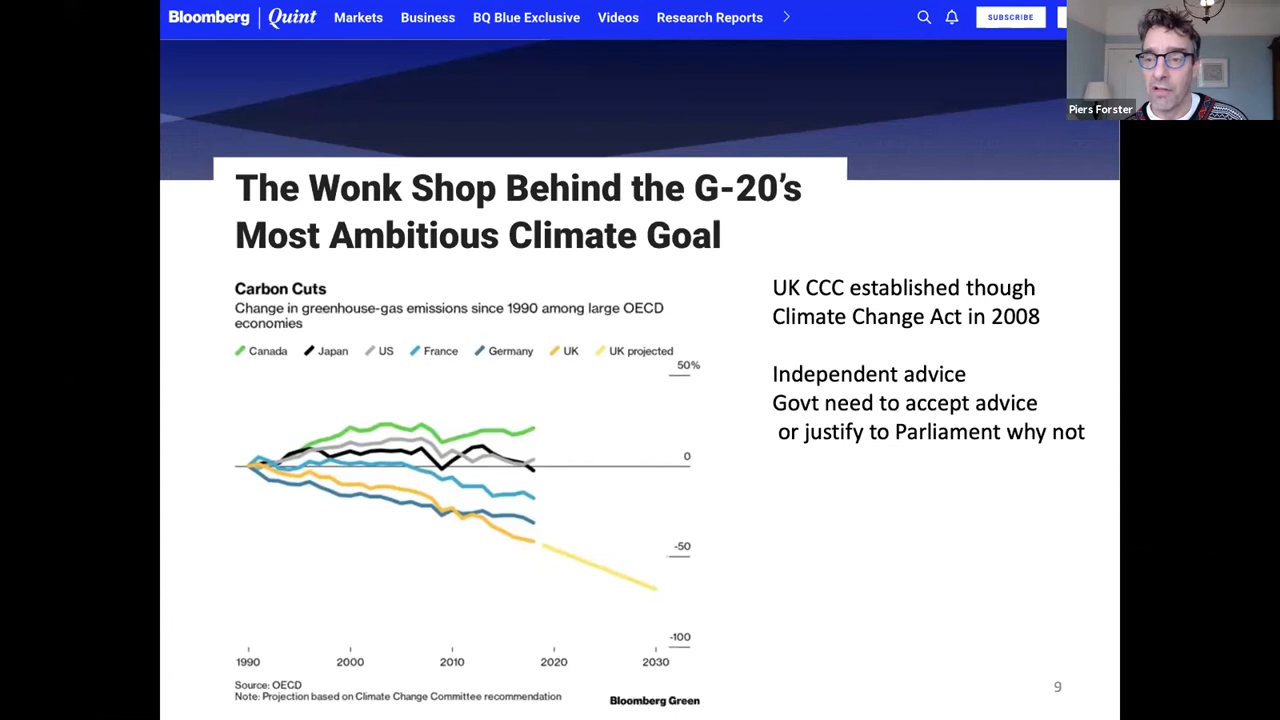 Bloomberg | Quint Markets Business BQ Blue Exclusive Videos Research Reports SUBSCRIBE
Piers Forster
The Wonk Shop Behind the G-20's
Most Ambitious Climate Goal
Carbon Cuts
Change in greenhouse-gas emissions since 1990 among large OECD
economies
Canada Japan US France Germany UK UK projected
50%
0
-50
-100
1990 2000 2010 2020 2030
Source: OECD
Note: Projection based on Climate Change Committee recommendation
Bloomberg Green
UK CCC established though
Climate Change Act in 2008
Independent advice
Govt need to accept advice
or justify to Parliament why not
9